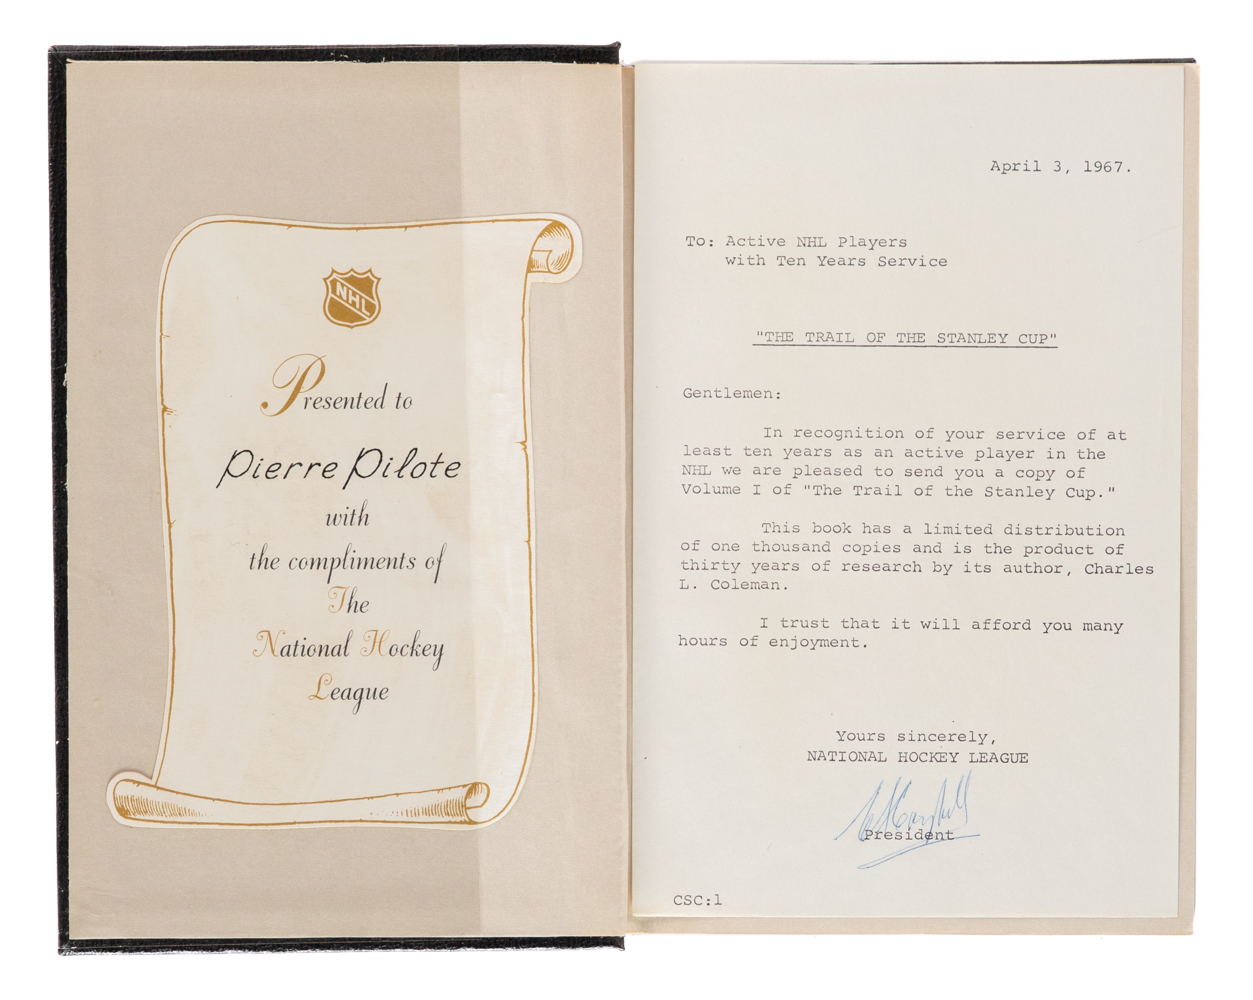 NHL
Presented to
Pierre Pilote
with
the compliments of
The
National Hockey
League
April 3, 1967.
To: Active NHL Players
with Ten Years Service
"THE TRAIL OF THE STANLEY CUP"
Gentlemen:
In recognition of your service of at
least ten years as an active player in the
NHL we are pleased to send you a copy of
Volume I of "The Trail of the Stanley Cup."
This book has a limited distribution
of one thousand copies and is the product of
thirty years of research by its author, Charles
L. Coleman.
I trust that it will afford you many
hours of enjoyment.
Yours sincerely,
NATIONAL HOCKEY LEAGUE
President
CSC:l